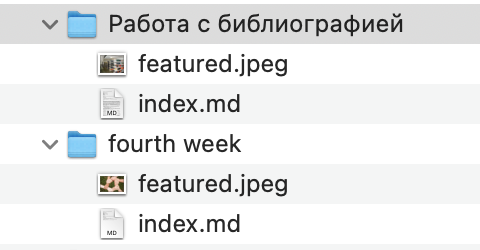 Работа с библиографией
featured.jpeg
index.md
fourth week
featured.jpeg
index.md